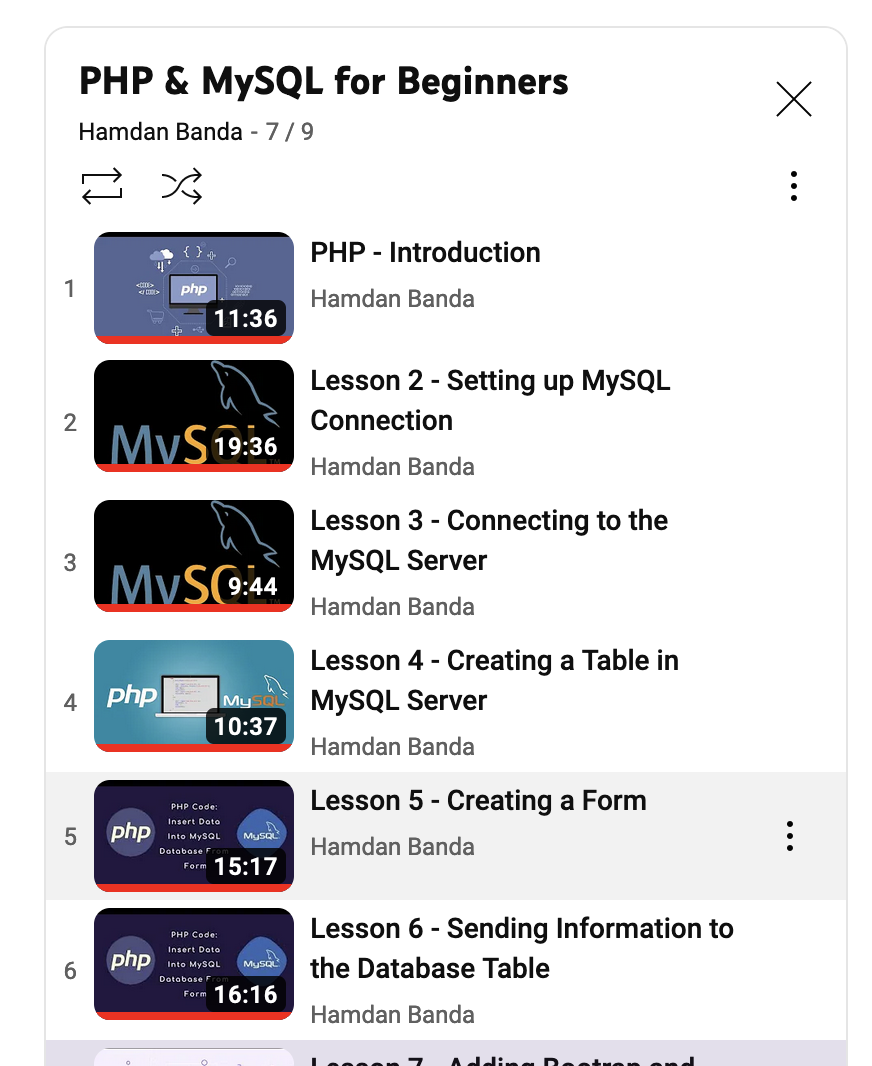 PHP & MySQL for Beginners
Hamdan Banda - 7 / 9
1
php
11:36
PHP - Introduction
Hamdan Banda
2
MySQL
19:36
Lesson 2 - Setting up MySQL
Connection
Hamdan Banda
3
MySQL
9:44
Lesson 3 - Connecting to the
MySQL Server
Hamdan Banda
4
php
MySQL
10:37
Lesson 4 - Creating a Table in
MySQL Server
Hamdan Banda
5
php
PHP Code:
Insert Data
Into MySQL
Database From
Form
MySQL
15:17
Lesson 5 - Creating a Form
Hamdan Banda
6
php
PHP Code:
Insert Data
Into MySQL
Database From
Form
MySQL
16:16
Lesson 6 - Sending Information to
the Database Table
Hamdan Banda
Lesson 7 - Adding Bootrap and